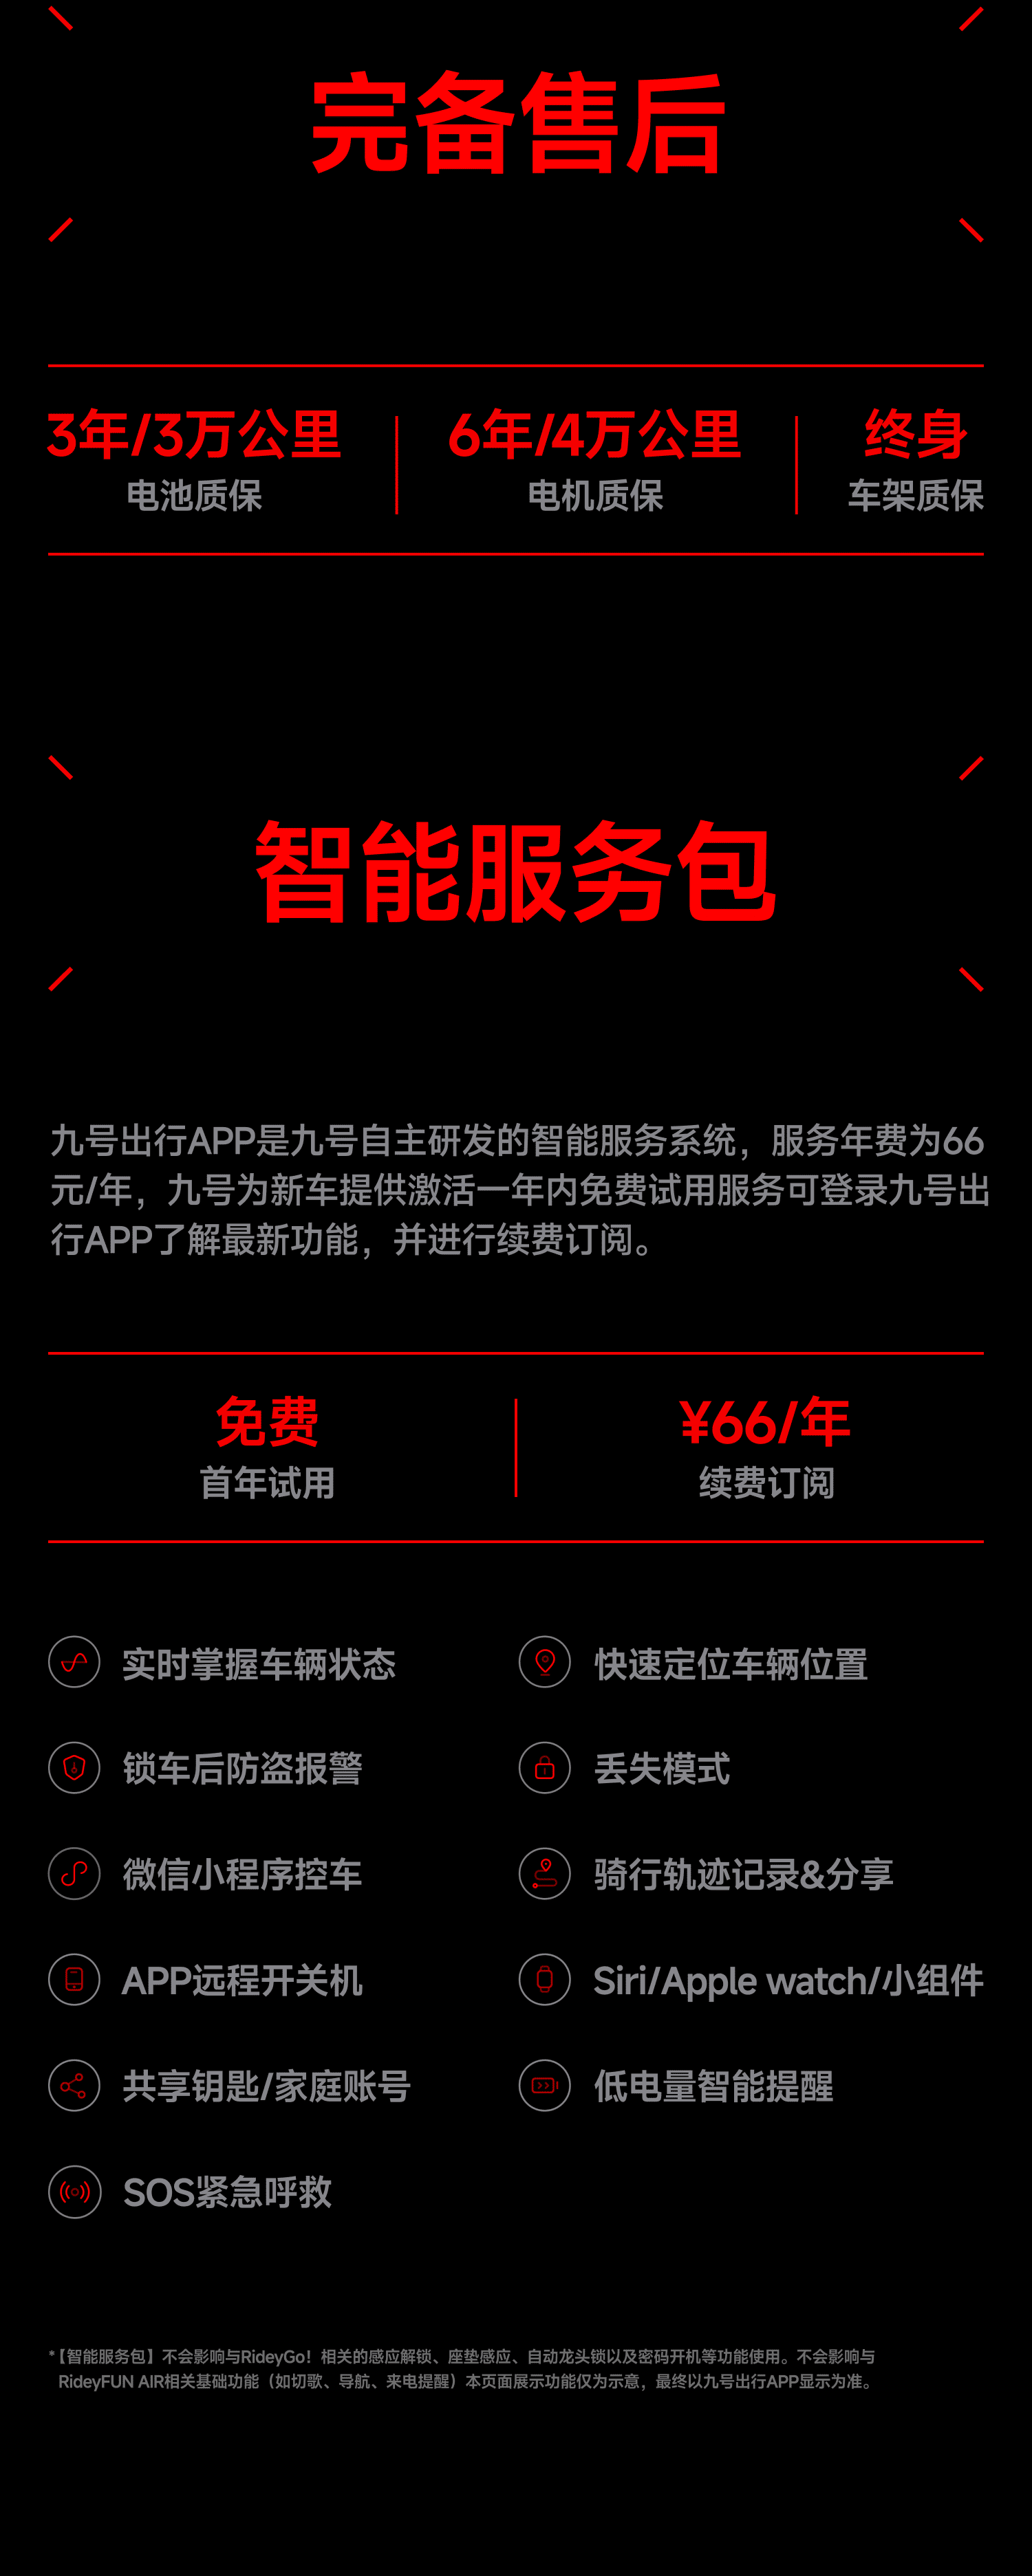 完备售后
3年/3万公里
电池质保
6年/4万公里
电机质保
终身
车架质保
智能服务包
九号出行APP是九号自主研发的智能服务系统，服务年费为66
元/年，九号为新车提供激活一年内免费试用服务可登录九号出
行APP了解最新功能，并进行续费订阅。
免费
首年试用
¥66/年
续费订阅
实时掌握车辆状态
快速定位车辆位置
锁车后防盗报警
丢失模式
微信小程序控车
骑行轨迹记录&分享
APP远程开关机
Siri/Apple watch/小组件
共享钥匙/家庭账号
低电量智能提醒
SOS紧急呼救
*【智能服务包】不会影响与RideyGo！相关的感应解锁、座垫感应、自动龙头锁以及密码开机等功能使用。不会影响与
RideyFUN AIR相关基础功能（如切歌、导航、来电提醒）本页面展示功能仅为示意，最终以九号出行APP显示为准。